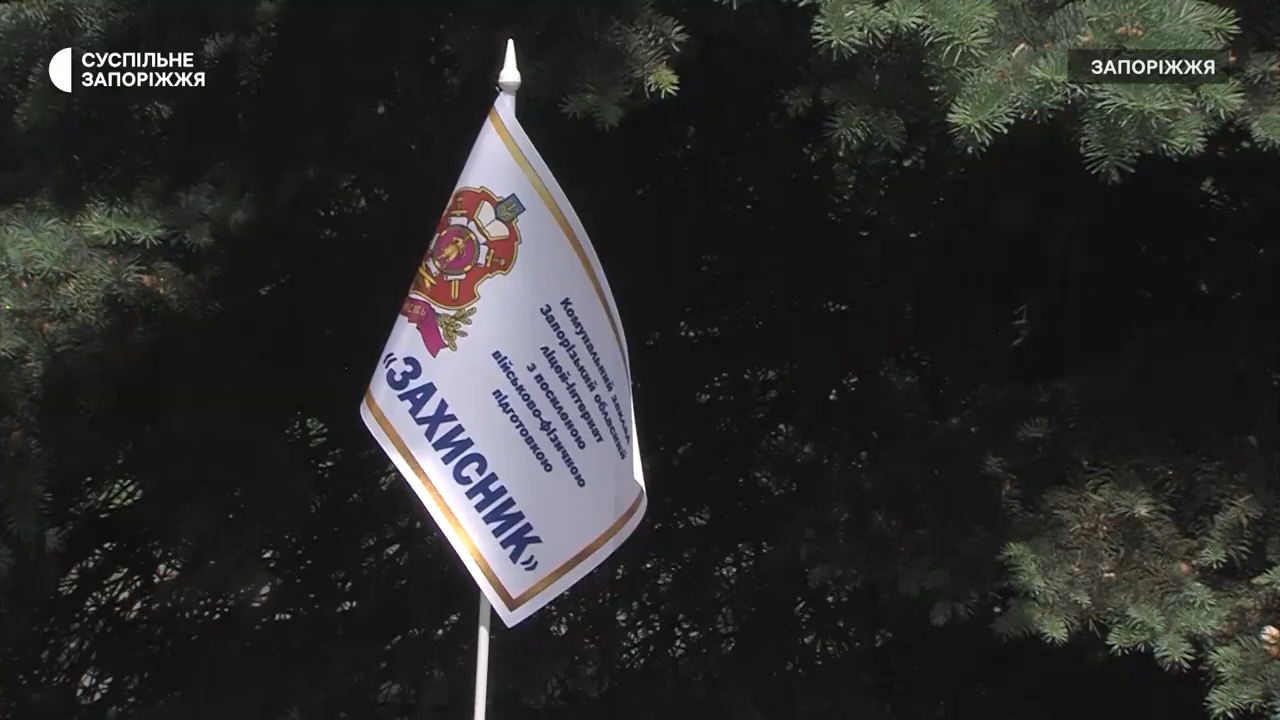 СУСПІЛЬНЕ
ЗАПОРІЖЖЯ
ЗАПОРІЖЖЯ
Комунальний заклад
Запорізький обласний
ліцей-інтернат
з посиленою
військово-фізичною
підготовкою
«ЗАХИСНИК»